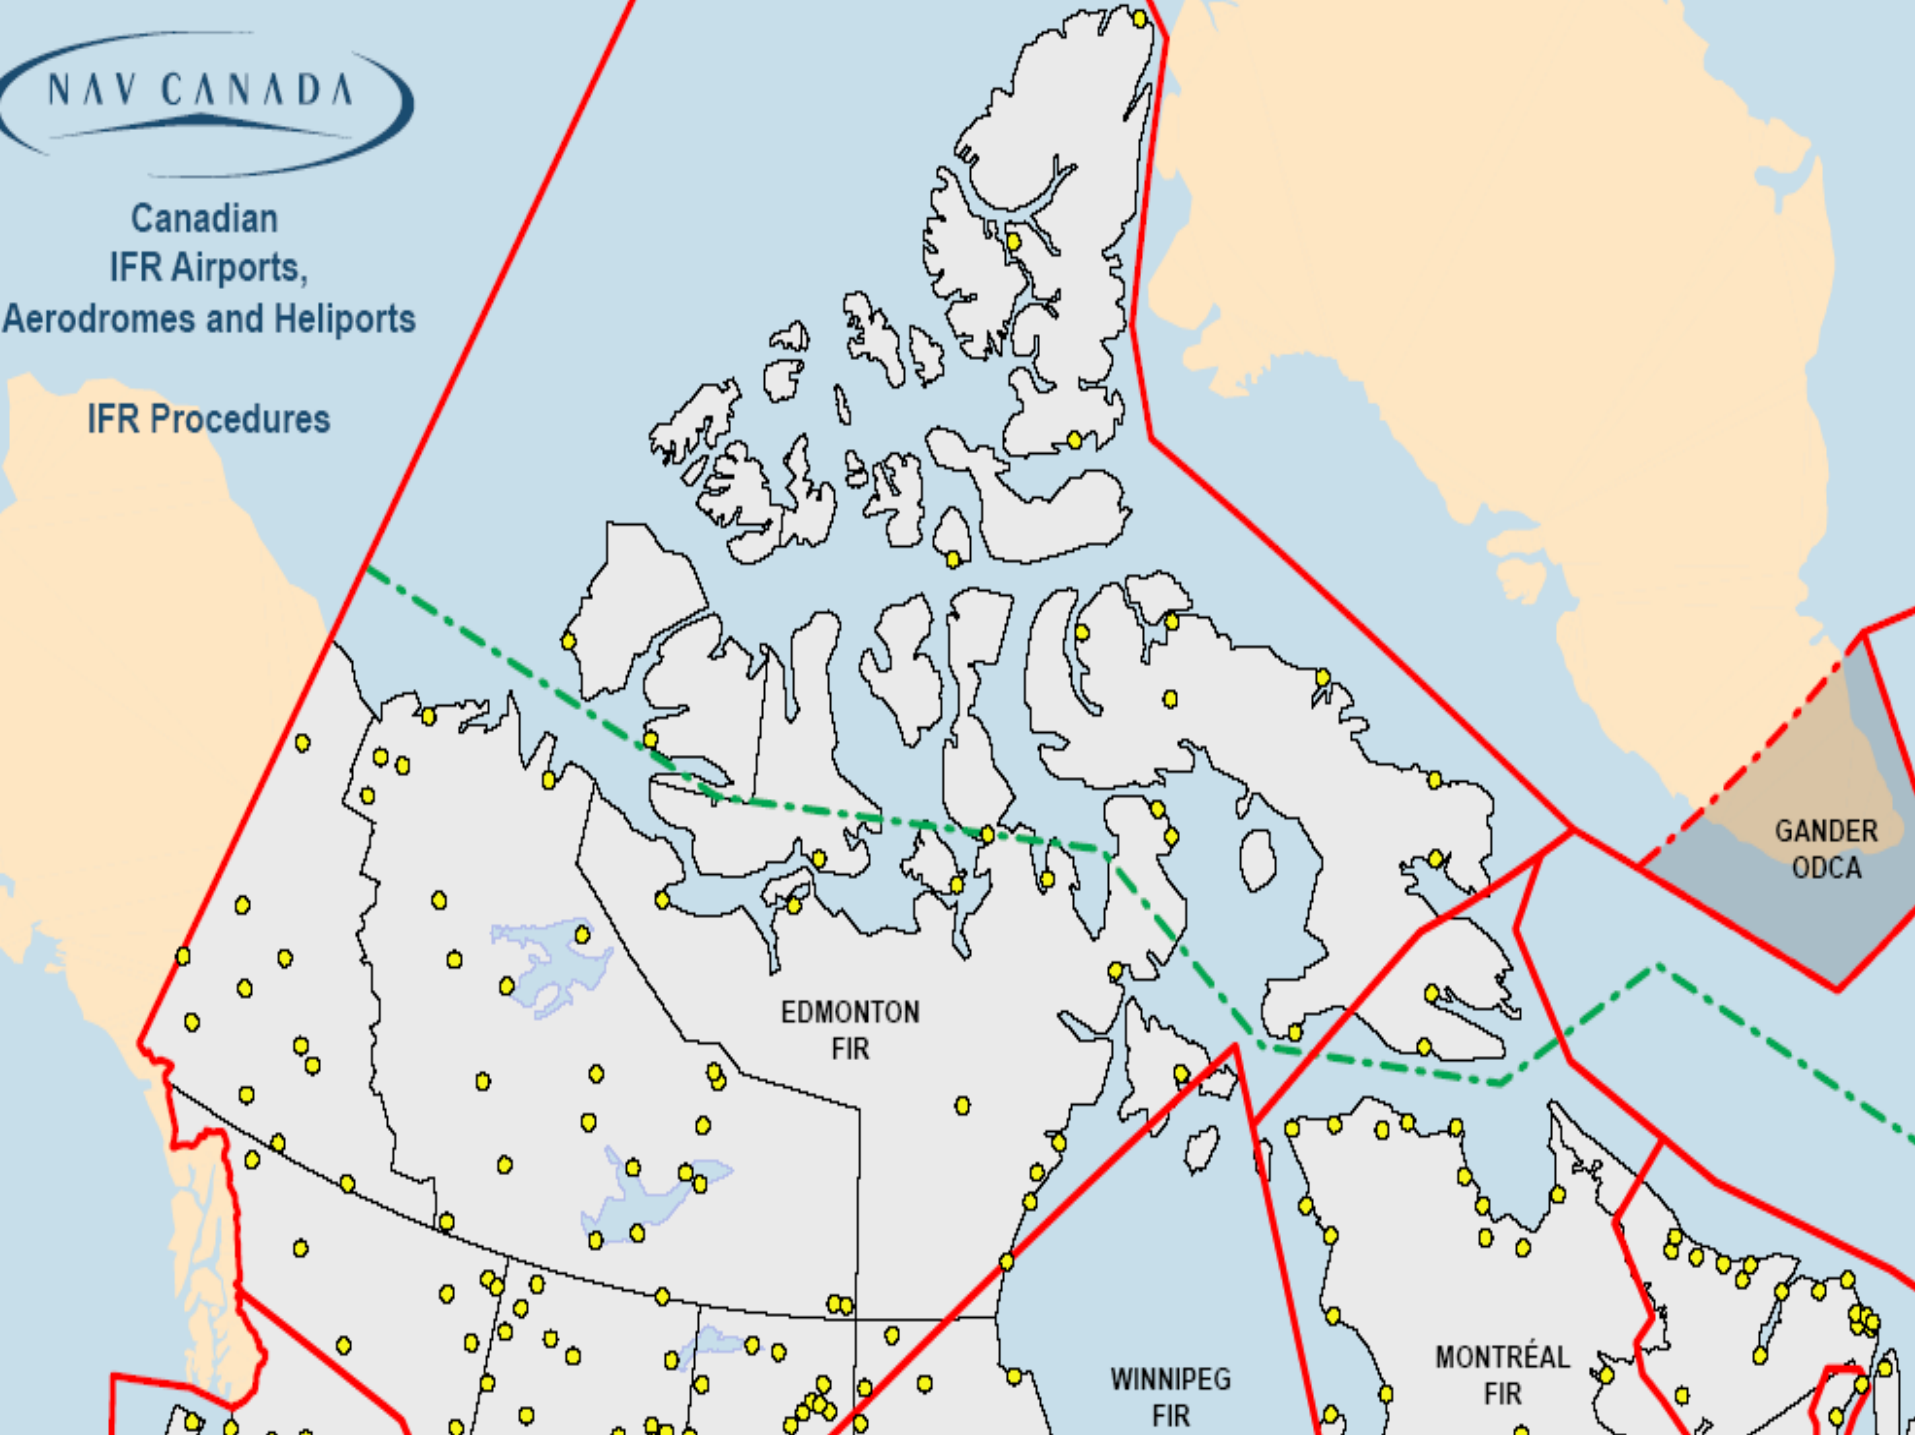 NAV CANADA
Canadian
IFR Airports,
Aerodromes and Heliports
IFR Procedures
GANDER
ODCA
EDMONTON
FIR
WINNIPEG
FIR
MONTRÉAL
FIR